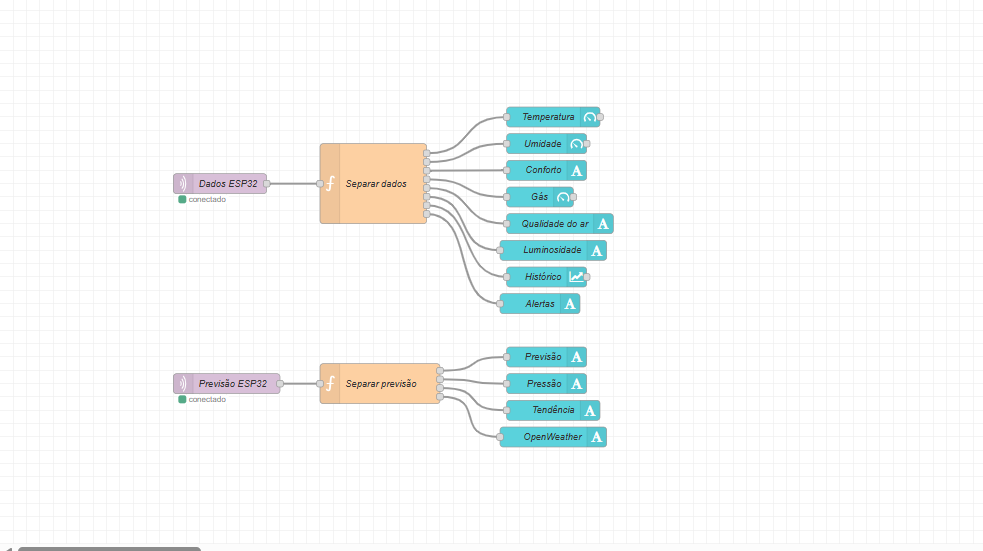 Temperatura
Umidade
Conforto
Dados ESP32
Separar dados
conectado
Gás
Qualidade do ar
Luminosidade
Histórico
Alertas
Previsão
Previsão ESP32
Separar previsão
conectado
Pressão
Tendência
OpenWeather